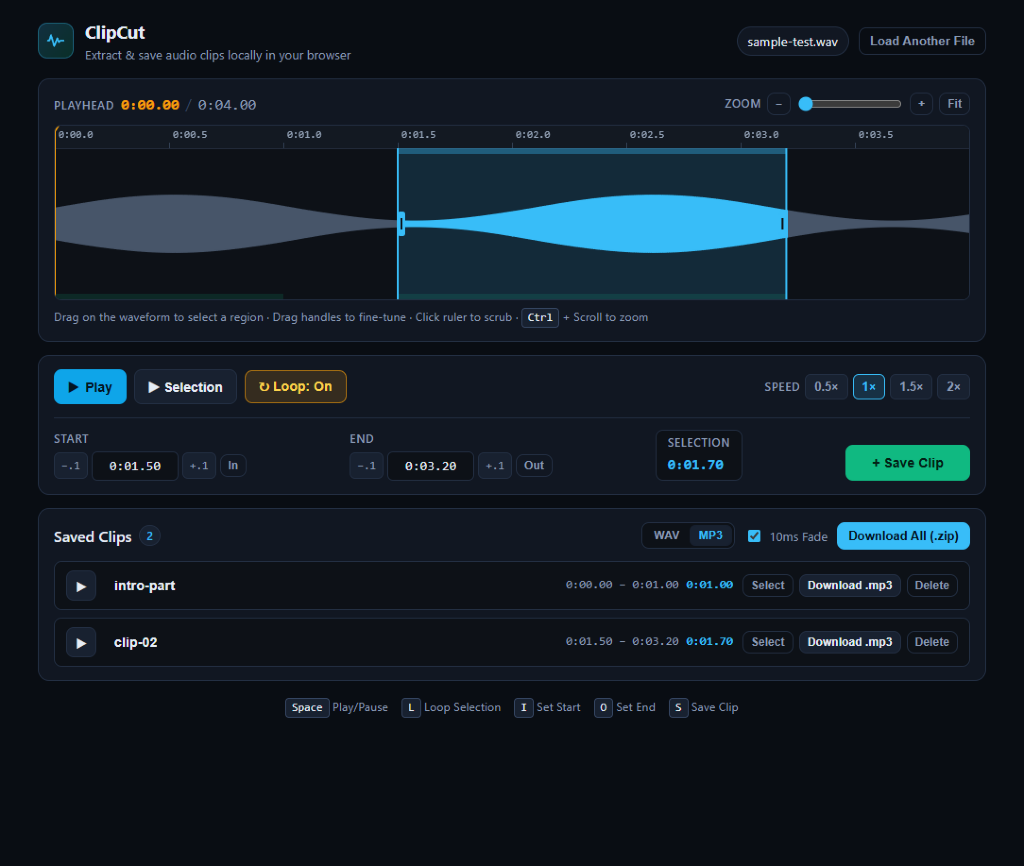 ClipCut
Extract & save audio clips locally in your browser
sample-test.wav
Load Another File
PLAYHEAD 0:00.00 / 0:04.00
ZOOM − + Fit
0:00.0 0:00.5 0:01.0 0:01.5 0:02.0 0:02.5 0:03.0 0:03.5
Drag on the waveform to select a region · Drag handles to fine-tune · Click ruler to scrub · Ctrl + Scroll to zoom
▶ Play ▶ Selection ↻ Loop: On
SPEED 0.5× 1× 1.5× 2×
START
−.1 0:01.50 +.1 In
END
−.1 0:03.20 +.1 Out
SELECTION
0:01.70
+ Save Clip
Saved Clips 2
WAV MP3 10ms Fade Download All (.zip)
▶ intro-part 0:00.00 – 0:01.00 0:01.00 Select Download .mp3 Delete
▶ clip-02 0:01.50 – 0:03.20 0:01.70 Select Download .mp3 Delete
Space Play/Pause L Loop Selection I Set Start O Set End S Save Clip